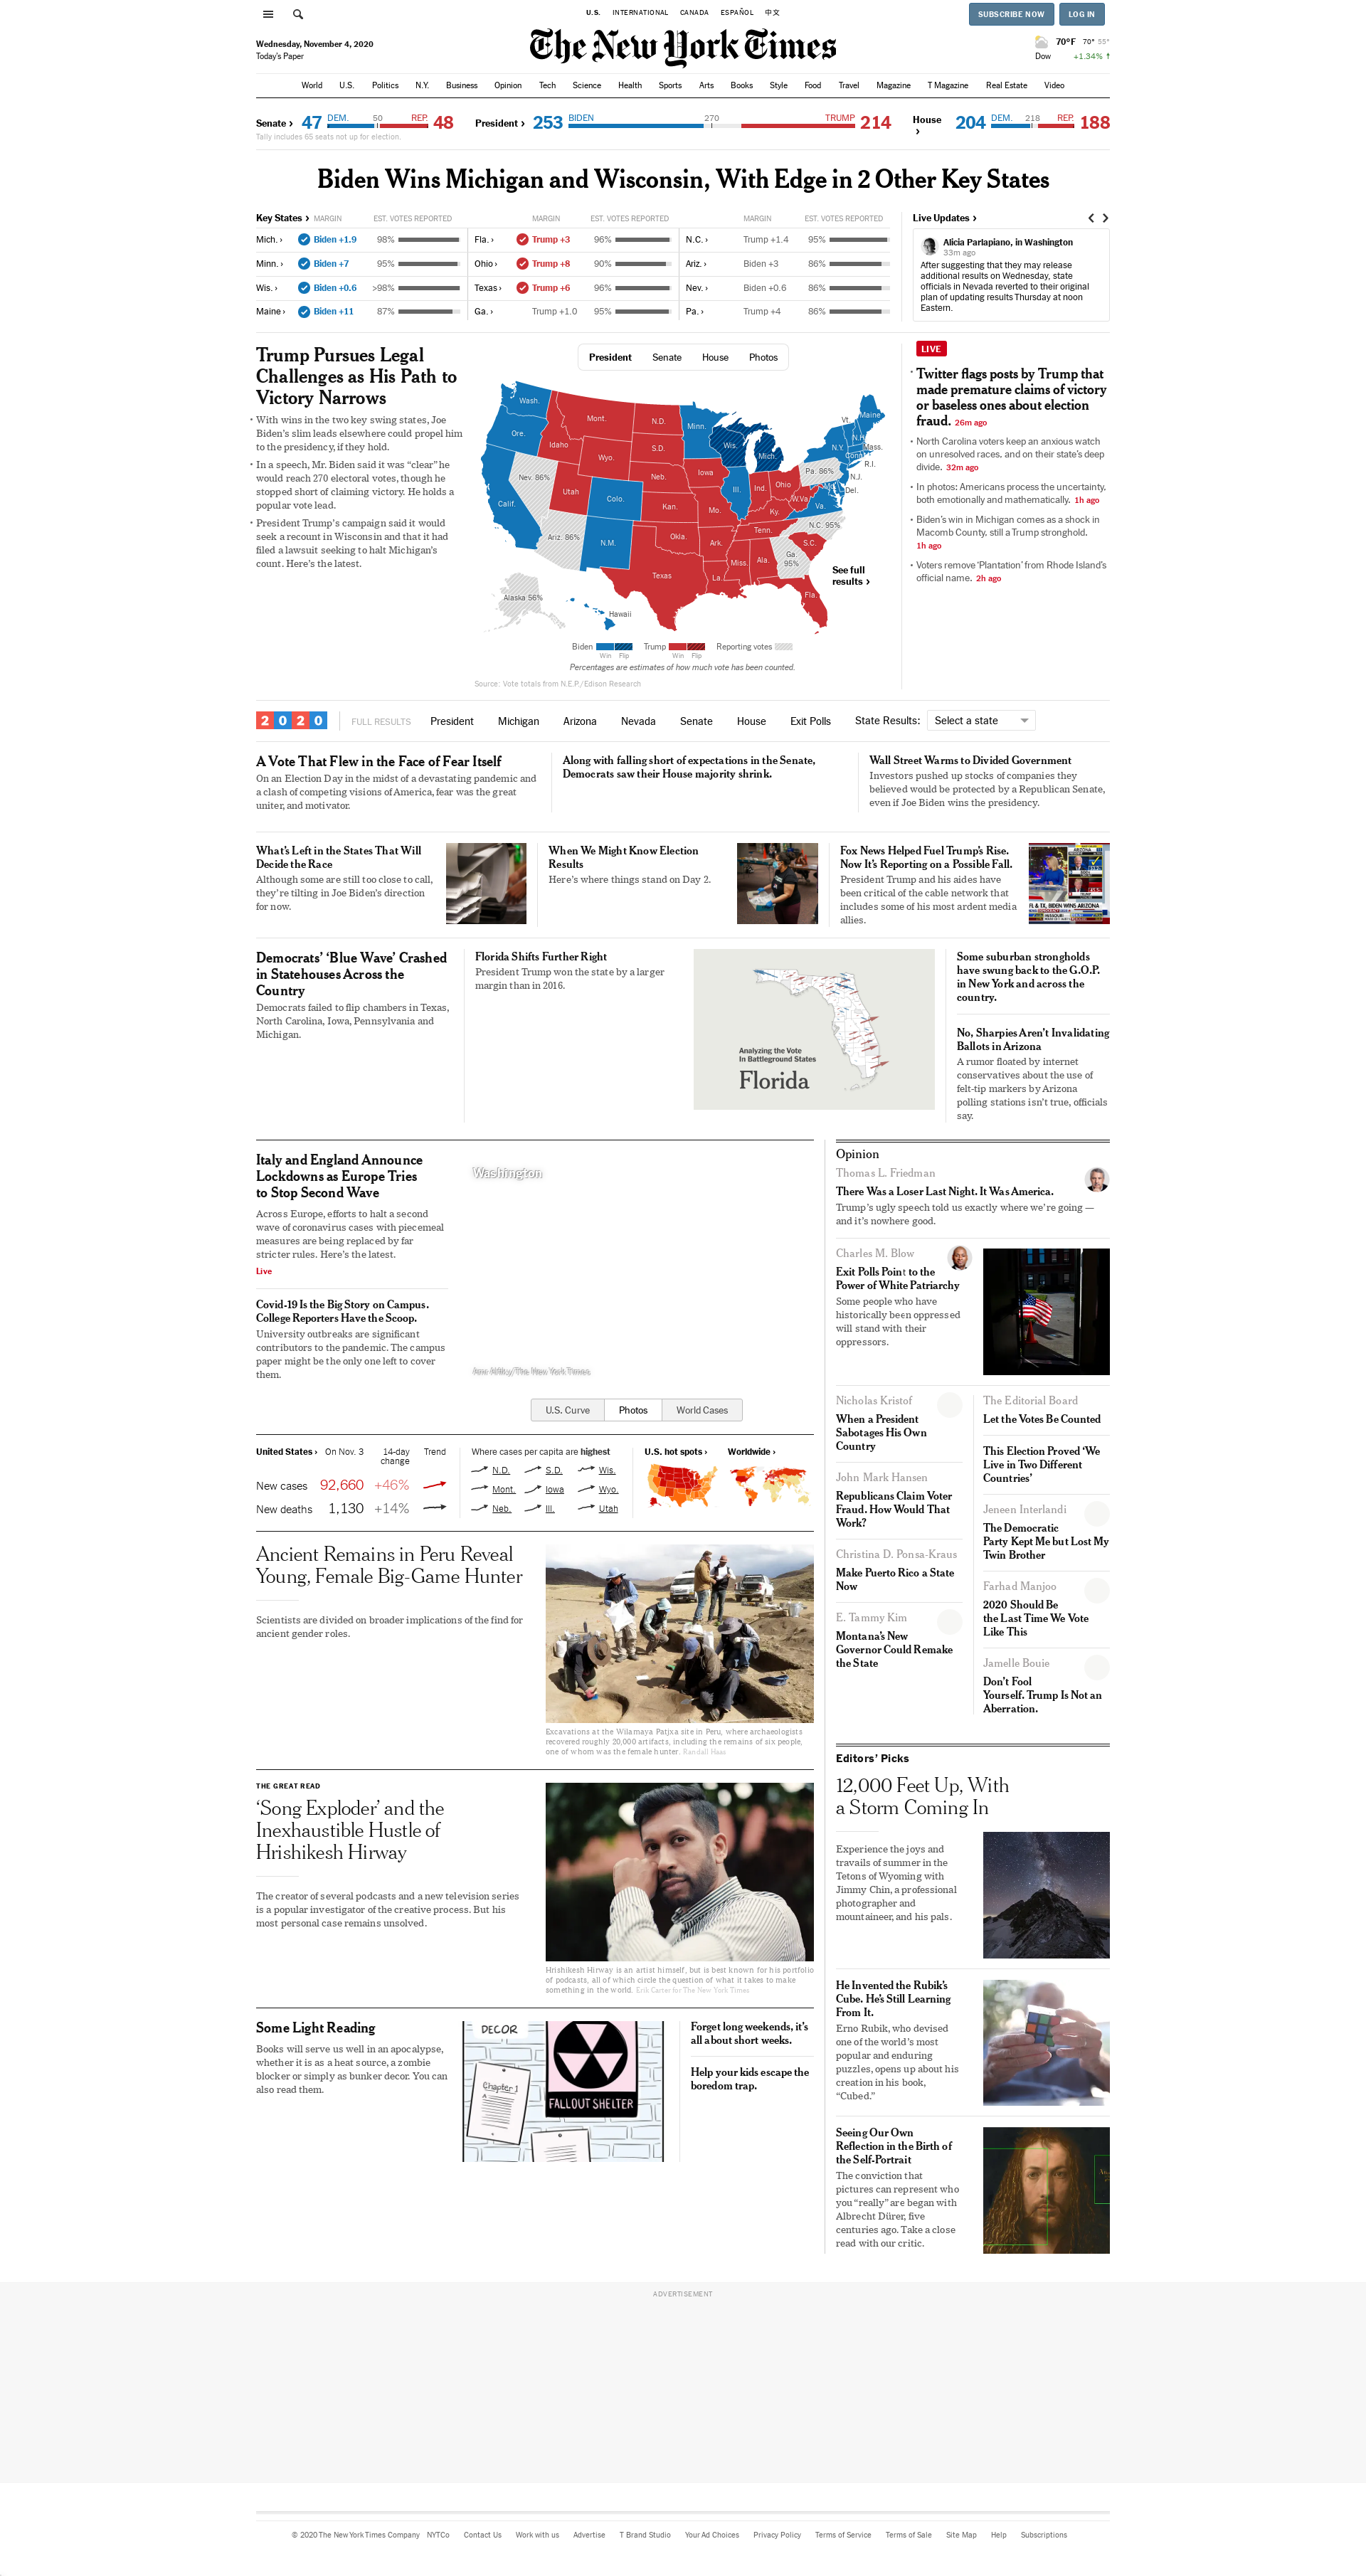 U.S. INTERNATIONAL CANADA ESPAÑOL 中文
SUBSCRIBE NOW LOG IN
Wednesday, November 4, 2020
Today's Paper
The New York Times
70°F 70° 55°
Dow +1.34% ↑
World U.S. Politics N.Y. Business Opinion Tech Science Health Sports Arts Books Style Food Travel Magazine T Magazine Real Estate Video
Senate › 47 DEM. 50 REP. 48
Tally includes 65 seats not up for election.
President › 253 BIDEN 270 TRUMP 214
House › 204 DEM. 218 REP. 188
Biden Wins Michigan and Wisconsin, With Edge in 2 Other Key States
Key States › MARGIN EST. VOTES REPORTED
Mich. › Biden +1.9 98%
Minn. › Biden +7 95%
Wis. › Biden +0.6 >98%
Maine › Biden +11 87%
MARGIN EST. VOTES REPORTED
Fla. › Trump +3 96%
Ohio › Trump +8 90%
Texas › Trump +6 96%
Ga. › Trump +1.0 95%
MARGIN EST. VOTES REPORTED
N.C. › Trump +1.4 95%
Ariz. › Biden +3 86%
Nev. › Biden +0.6 86%
Pa. › Trump +4 86%
Live Updates ›
Alicia Parlapiano, in Washington
33m ago
After suggesting that they may release
additional results on Wednesday, state
officials in Nevada reverted to their original
plan of updating results Thursday at noon
Eastern.
Trump Pursues Legal
Challenges as His Path to
Victory Narrows
• With wins in the two key swing states, Joe
Biden's slim leads elsewhere could propel him
to the presidency, if they hold.
• In a speech, Mr. Biden said it was “clear” he
would reach 270 electoral votes, though he
stopped short of claiming victory. He holds a
popular vote lead.
• President Trump's campaign said it would
seek a recount in Wisconsin and that it had
filed a lawsuit seeking to halt Michigan's
count. Here's the latest.
President Senate House Photos
Wash.
Ore.
Calif.
Nev. 86%
Idaho
Mont.
Wyo.
Utah
Ariz. 86%
Colo.
N.M.
N.D.
S.D.
Neb.
Kan.
Okla.
Texas
Minn.
Iowa
Mo.
Ark.
La.
Wis.
Ill.
Mich.
Ind.
Ohio
Ky.
Tenn.
Miss.
Ala.
Ga.
95%
Fla.
S.C.
N.C. 95%
Va.
W.Va.
Pa. 86%
N.Y.
Vt.
N.H.
Maine
Mass.
Conn.
R.I.
N.J.
Del.
Alaska 56%
Hawaii
See full
results ›
Biden Trump Reporting votes
Win Flip Win Flip
Percentages are estimates of how much vote has been counted.
Source: Vote totals from N.E.P./Edison Research
LIVE
• Twitter flags posts by Trump that
made premature claims of victory
or baseless ones about election
fraud. 26m ago
• North Carolina voters keep an anxious watch
on unresolved races, and on their state's deep
divide. 32m ago
• In photos: Americans process the uncertainty,
both emotionally and mathematically. 1h ago
• Biden's win in Michigan comes as a shock in
Macomb County, still a Trump stronghold.
1h ago
• Voters remove ‘Plantation’ from Rhode Island's
official name. 2h ago
2020 FULL RESULTS President Michigan Arizona Nevada Senate House Exit Polls State Results: Select a state
A Vote That Flew in the Face of Fear Itself
On an Election Day in the midst of a devastating pandemic and
a clash of competing visions of America, fear was the great
uniter, and motivator.
Along with falling short of expectations in the Senate,
Democrats saw their House majority shrink.
Wall Street Warms to Divided Government
Investors pushed up stocks of companies they
believed would be protected by a Republican Senate,
even if Joe Biden wins the presidency.
What's Left in the States That Will
Decide the Race
Although some are still too close to call,
they're tilting in Joe Biden's direction
for now.
When We Might Know Election
Results
Here's where things stand on Day 2.
Fox News Helped Fuel Trump's Rise.
Now It's Reporting on a Possible Fall.
President Trump and his aides have
been critical of the cable network that
includes some of his most ardent media
allies.
Democrats' ‘Blue Wave’ Crashed
in Statehouses Across the
Country
Democrats failed to flip chambers in Texas,
North Carolina, Iowa, Pennsylvania and
Michigan.
Florida Shifts Further Right
President Trump won the state by a larger
margin than in 2016.
Analyzing the Vote
In Battleground States
Florida
Some suburban strongholds
have swung back to the G.O.P.
in New York and across the
country.
No, Sharpies Aren't Invalidating
Ballots in Arizona
A rumor floated by internet
conservatives about the use of
felt-tip markers by Arizona
polling stations isn't true, officials
say.
Italy and England Announce
Lockdowns as Europe Tries
to Stop Second Wave
Across Europe, efforts to halt a second
wave of coronavirus cases with piecemeal
measures are being replaced by far
stricter rules. Here's the latest.
Live
Covid-19 Is the Big Story on Campus.
College Reporters Have the Scoop.
University outbreaks are significant
contributors to the pandemic. The campus
paper might be the only one left to cover
them.
Washington
Amr Alfiky/The New York Times
U.S. Curve Photos World Cases
United States › On Nov. 3 14-day change Trend
New cases 92,660 +46%
New deaths 1,130 +14%
Where cases per capita are highest
N.D. S.D. Wis.
Mont. Iowa Wyo.
Neb. Ill. Utah
U.S. hot spots › Worldwide ›
Ancient Remains in Peru Reveal
Young, Female Big-Game Hunter
Scientists are divided on broader implications of the find for
ancient gender roles.
Excavations at the Wilamaya Patjxa site in Peru, where archaeologists
recovered roughly 20,000 artifacts, including the remains of six people,
one of whom was the female hunter. Randall Haas
THE GREAT READ
‘Song Exploder’ and the
Inexhaustible Hustle of
Hrishikesh Hirway
The creator of several podcasts and a new television series
is a popular investigator of the creative process. But his
most personal case remains unsolved.
Hrishikesh Hirway is an artist himself, but is best known for his portfolio
of podcasts, all of which circle the question of what it takes to make
something in the world. Erik Carter for The New York Times
Some Light Reading
Books will serve us well in an apocalypse,
whether it is as a heat source, a zombie
blocker or simply as bunker decor. You can
also read them.
DECOR
Chapter 1
FALLOUT SHELTER
Forget long weekends, it's
all about short weeks.
Help your kids escape the
boredom trap.
Opinion
Thomas L. Friedman
There Was a Loser Last Night. It Was America.
Trump's ugly speech told us exactly where we're going —
and it's nowhere good.
Charles M. Blow
Exit Polls Point to the
Power of White Patriarchy
Some people who have
historically been oppressed
will stand with their
oppressors.
Nicholas Kristof
When a President
Sabotages His Own
Country
John Mark Hansen
Republicans Claim Voter
Fraud. How Would That
Work?
Christina D. Ponsa-Kraus
Make Puerto Rico a State
Now
E. Tammy Kim
Montana's New
Governor Could Remake
the State
The Editorial Board
Let the Votes Be Counted
This Election Proved ‘We
Live in Two Different
Countries’
Jeneen Interlandi
The Democratic
Party Kept Me but Lost My
Twin Brother
Farhad Manjoo
2020 Should Be
the Last Time We Vote
Like This
Jamelle Bouie
Don't Fool
Yourself. Trump Is Not an
Aberration.
Editors' Picks
12,000 Feet Up, With
a Storm Coming In
Experience the joys and
travails of summer in the
Tetons of Wyoming with
Jimmy Chin, a professional
photographer and
mountaineer, and his pals.
He Invented the Rubik's
Cube. He's Still Learning
From It.
Erno Rubik, who devised
one of the world's most
popular and enduring
puzzles, opens up about his
creation in his book,
“Cubed.”
Seeing Our Own
Reflection in the Birth of
the Self-Portrait
The conviction that
pictures can represent who
you “really” are began with
Albrecht Dürer, five
centuries ago. Take a close
read with our critic.
ADVERTISEMENT
© 2020 The New York Times Company NYTCo Contact Us Work with us Advertise T Brand Studio Your Ad Choices Privacy Policy Terms of Service Terms of Sale Site Map Help Subscriptions